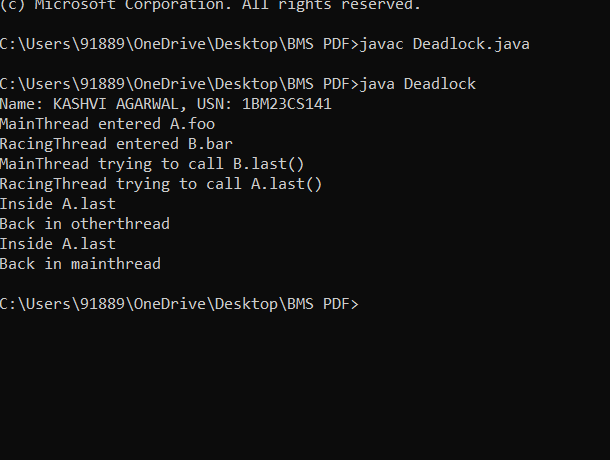 (c) Microsoft Corporation. All rights reserved.
C:\Users\91889\OneDrive\Desktop\BMS PDF>javac Deadlock.java
C:\Users\91889\OneDrive\Desktop\BMS PDF>java Deadlock
Name: KASHVI AGARWAL, USN: 1BM23CS141
MainThread entered A.foo
RacingThread entered B.bar
MainThread trying to call B.last()
RacingThread trying to call A.last()
Inside A.last
Back in otherthread
Inside A.last
Back in mainthread
C:\Users\91889\OneDrive\Desktop\BMS PDF>